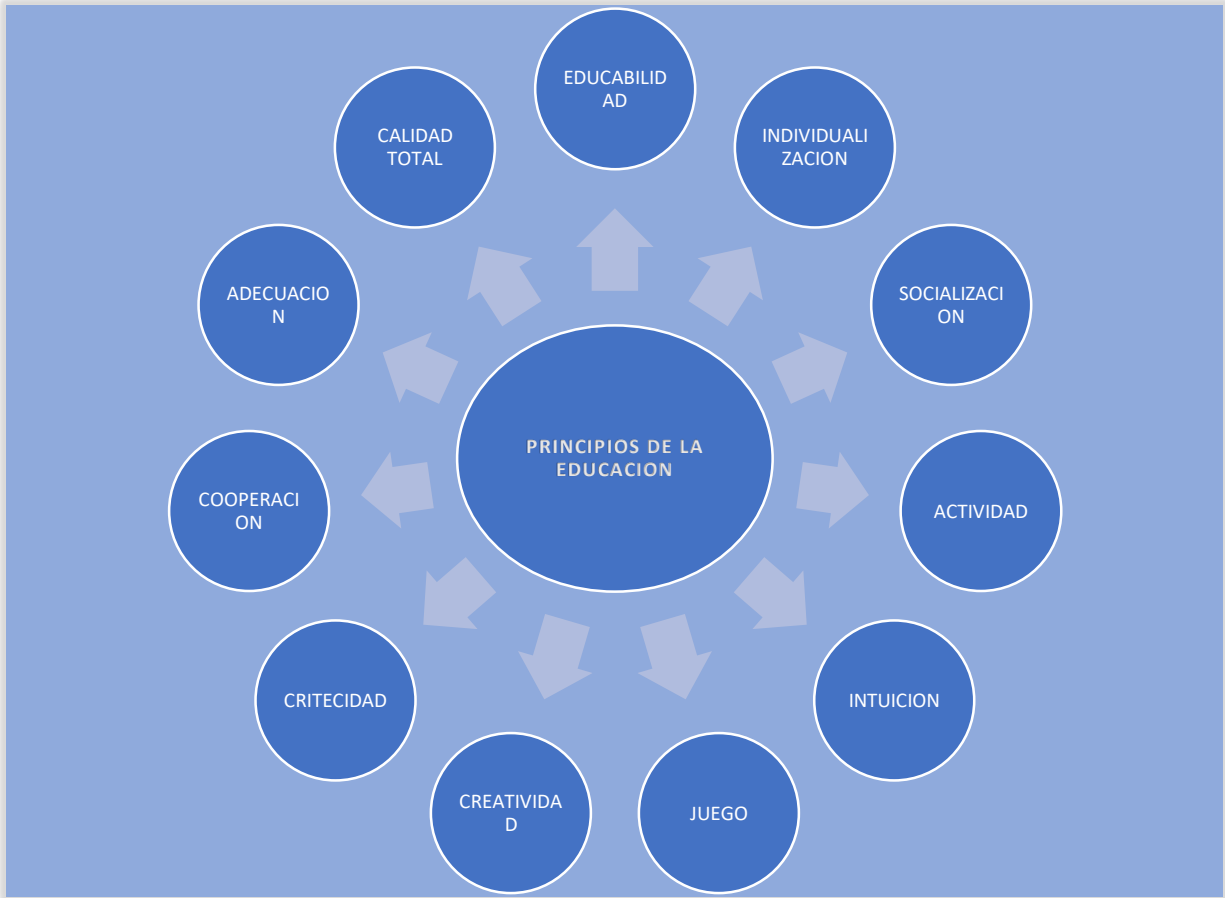 EDUCABILID
AD
INDIVIDUALI
ZACION
SOCIALIZACI
ON
ACTIVIDAD
INTUICION
JUEGO
CREATIVIDA
D
CRITECIDAD
COOPERACI
ON
ADECUACIO
N
CALIDAD
TOTAL
PRINCIPIOS DE LA
EDUCACION